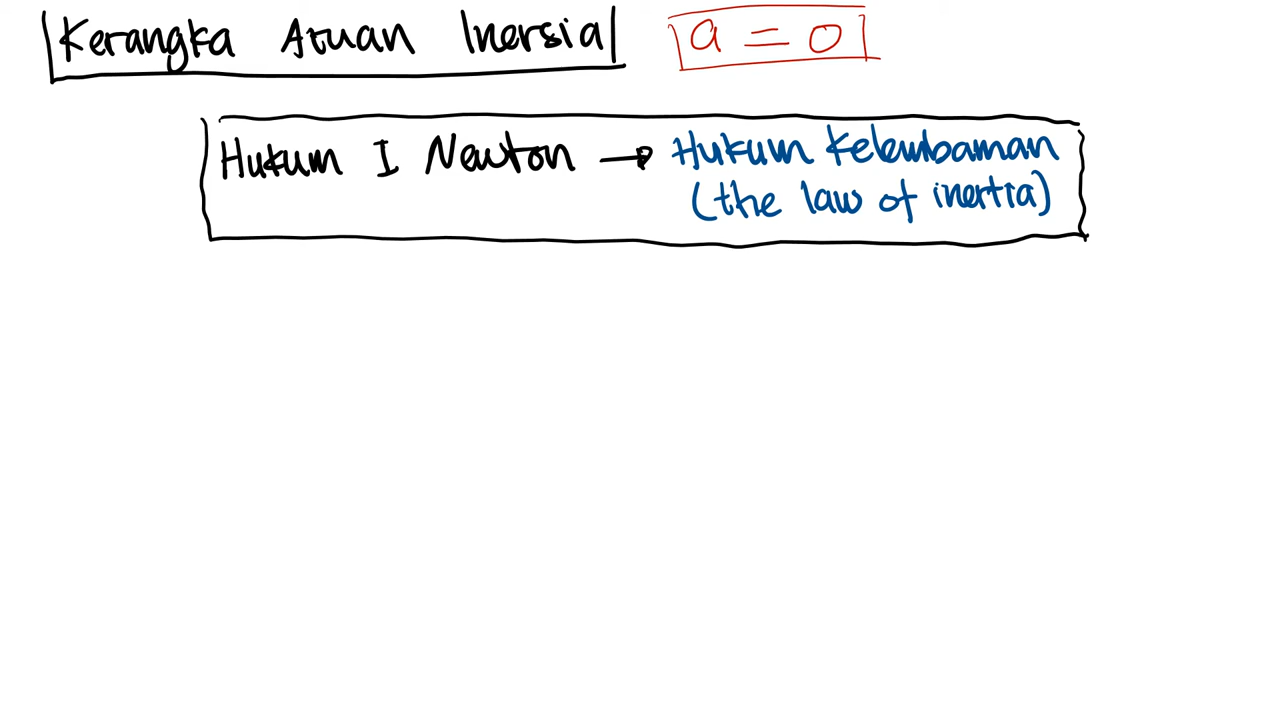 Kerangka Acuan Inersial a = 0
Hukum I Newton → Hukum Kelembaman
(the law of inertia)